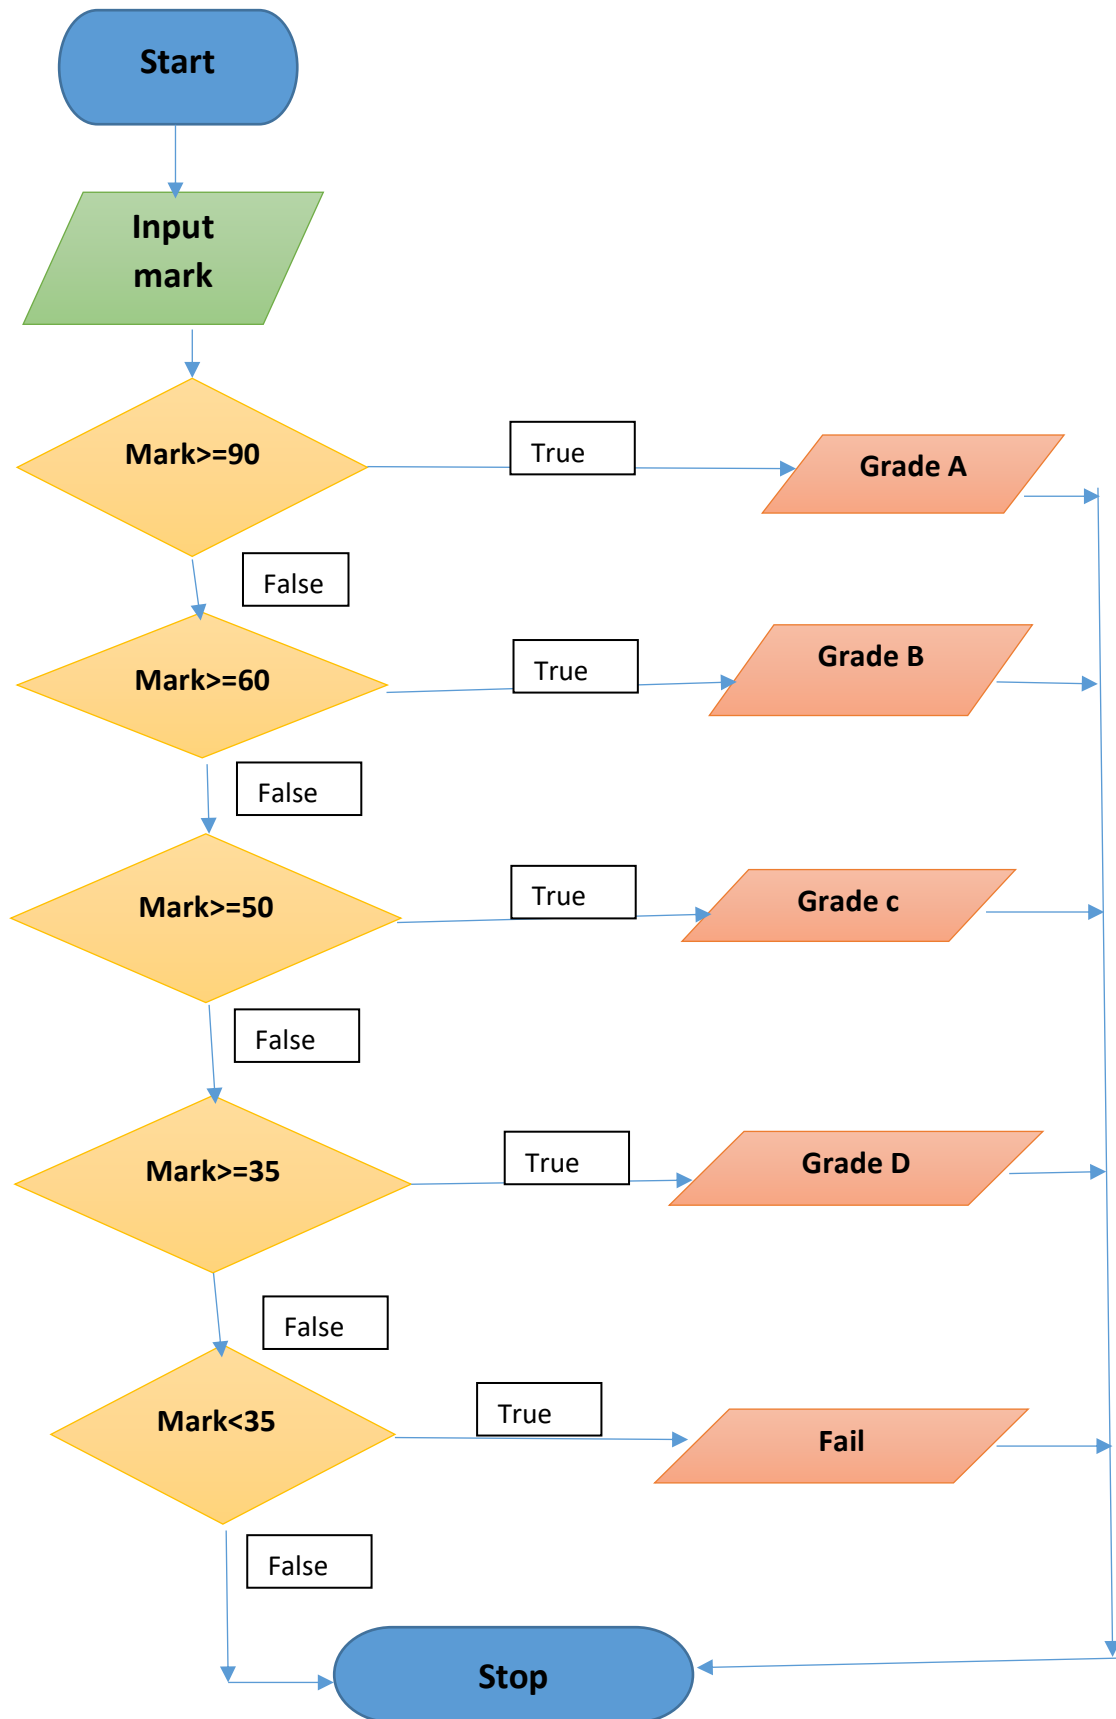 Start
Input
mark
Mark>=90
True
Grade A
False
Mark>=60
True
Grade B
False
Mark>=50
True
Grade c
False
Mark>=35
True
Grade D
False
Mark<35
True
Fail
False
Stop